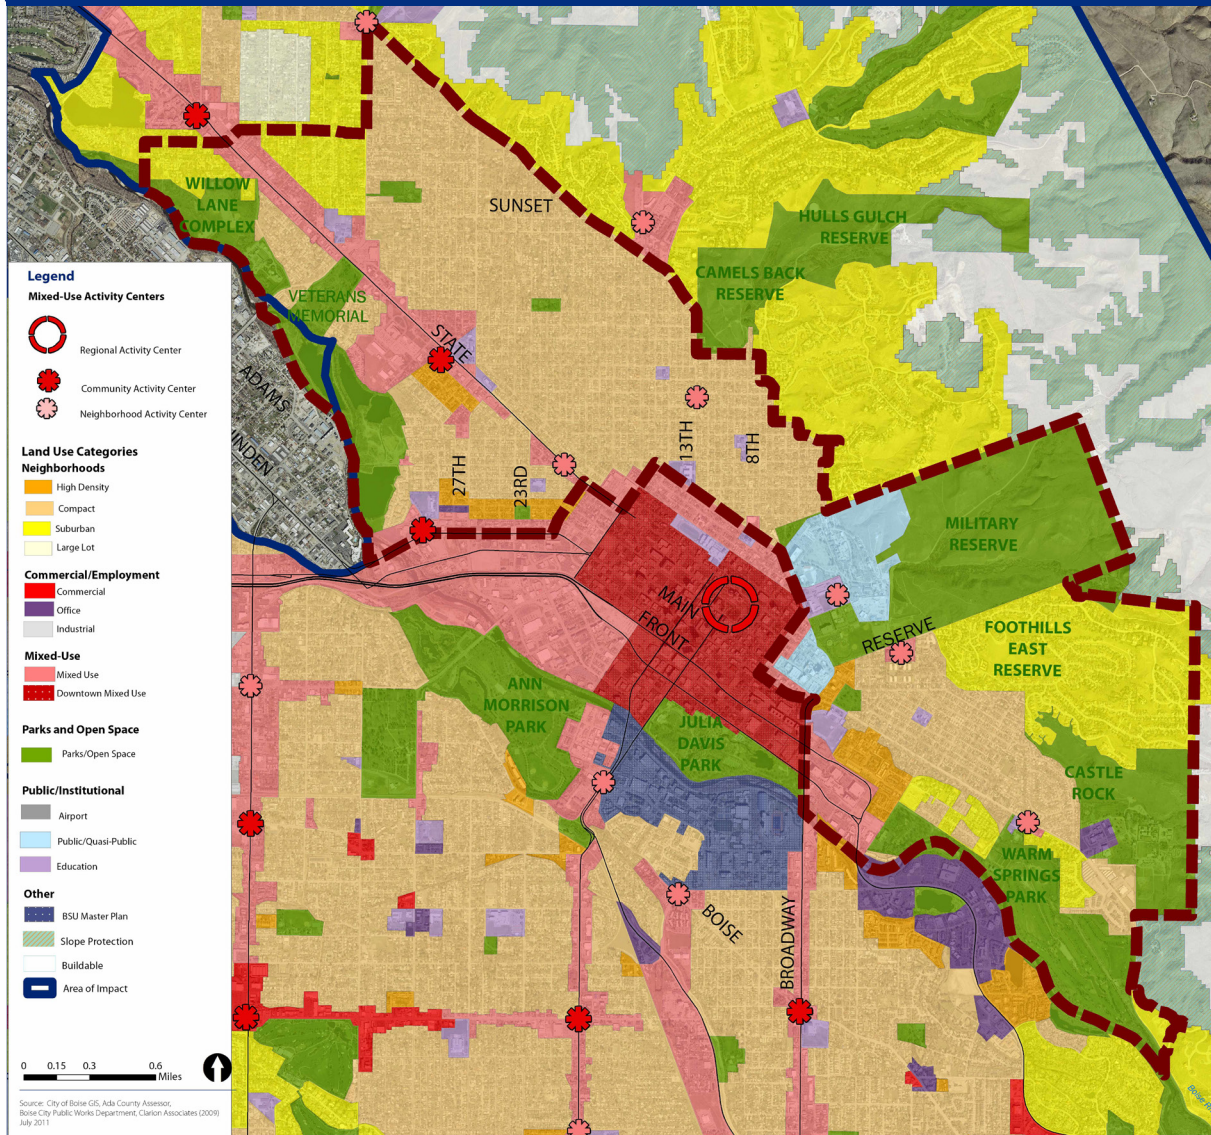 SUNSET
WILLOW
LANE
COMPLEX
HULLS GULCH
RESERVE
CAMELS BACK
RESERVE
VETERANS
MEMORIAL
STATE
ADAMS
27TH
23RD
13TH
8TH
MILITARY
RESERVE
MAIN
FRONT
RESERVE
FOOTHILLS
EAST
RESERVE
ANN
MORRISON
PARK
JULIA
DAVIS
PARK
CASTLE
ROCK
WARM
SPRINGS
PARK
BOISE
BROADWAY
Legend
Mixed-Use Activity Centers
Regional Activity Center
Community Activity Center
Neighborhood Activity Center
Land Use Categories
Neighborhoods
High Density
Compact
Suburban
Large Lot
Commercial/Employment
Commercial
Office
Industrial
Mixed-Use
Mixed Use
Downtown Mixed Use
Parks and Open Space
Parks/Open Space
Public/Institutional
Airport
Public/Quasi-Public
Education
Other
BSU Master Plan
Slope Protection
Buildable
Area of Impact
0 0.15 0.3 0.6
Miles
Source: City of Boise GIS, Ada County Assessor,
Boise City Public Works Department, Clarion Associates (2009)
July 2011